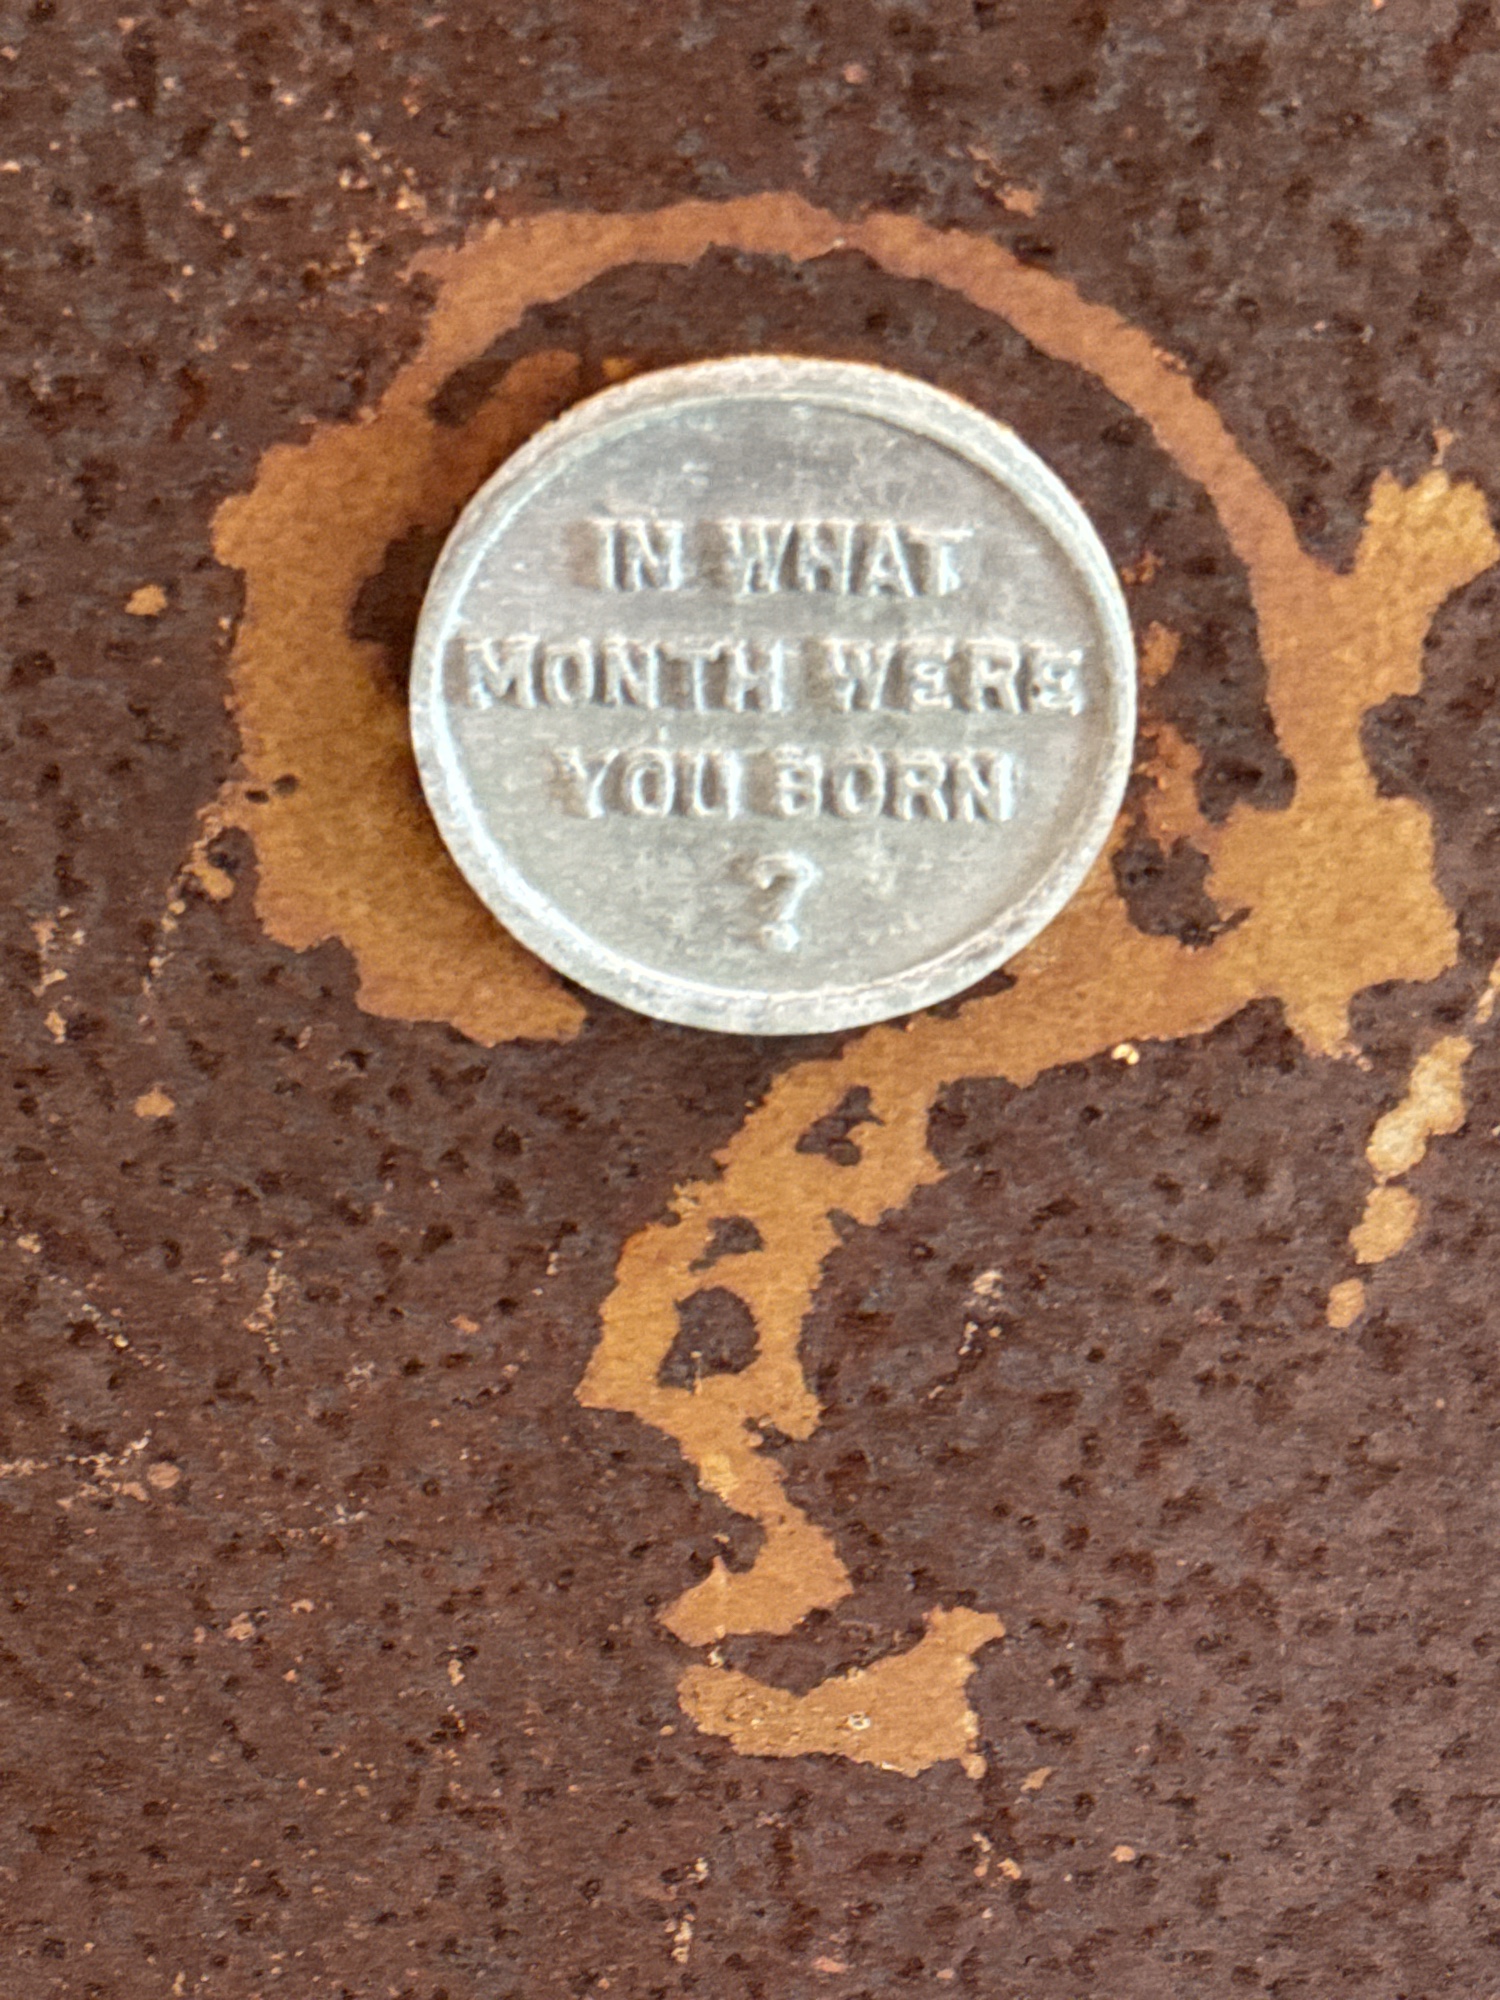 IN WHAT
MONTH WERE
YOU BORN
?